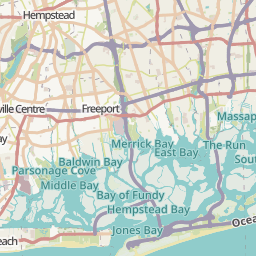 Hempstead
ville Centre
Freeport
Massap
Merrick Bay
East Bay
The Run
Baldwin Bay
Sout
Parsonage Cove
Middle Bay
Bay of Fundy
Hempstead Bay
Ocea
Jones Bay
each